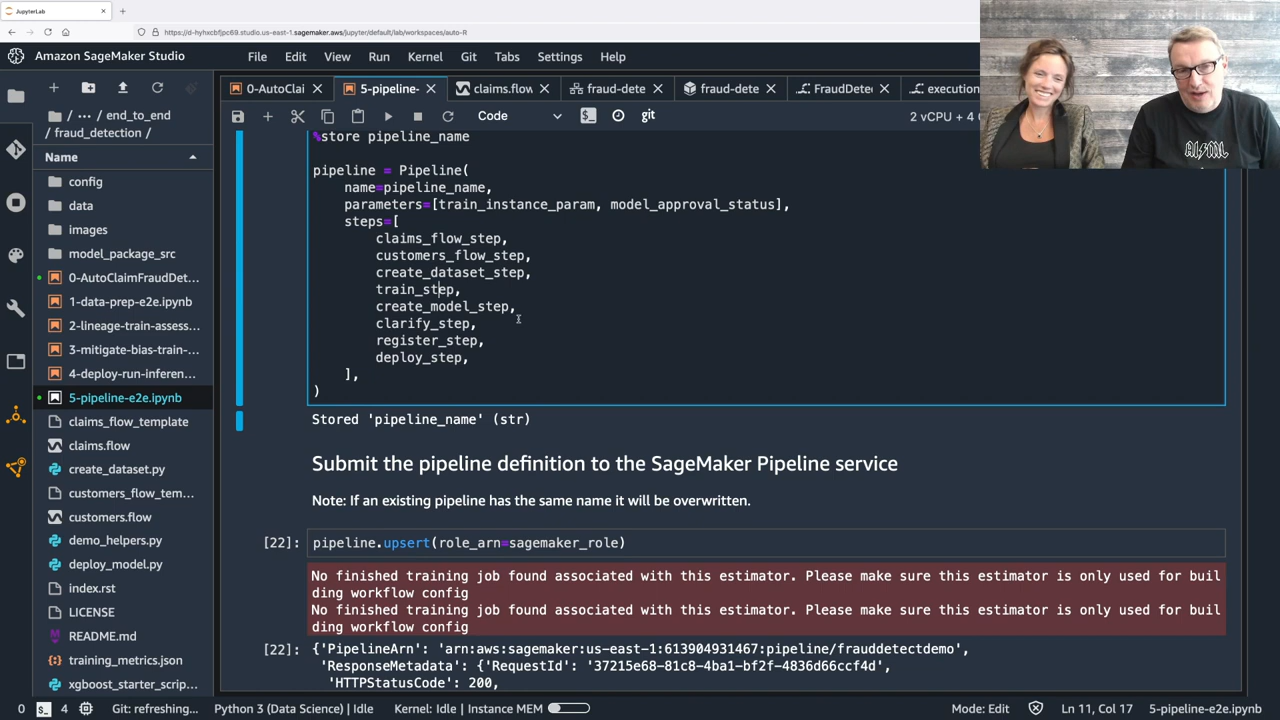 JupyterLab
https://d-hyhxcbfjpc69.studio.us-east-1.sagemaker.aws/jupyter/default/lab/workspaces/auto-R
Amazon SageMaker Studio
File Edit View Run Kernel Git Tabs Settings Help
0-AutoClai
5-pipeline-
fraud-dete
fraud-dete
FraudDete
execution
Code
git
2 vCPU + 4
AI/ML
... / end_to_end
/ fraud_detection /
Name
config
data
images
model_package_src
0-AutoClaimFraudDet...
1-data-prep-e2e.ipynb
2-lineage-train-assess...
3-mitigate-bias-train-...
4-deploy-run-inferen...
5-pipeline-e2e.ipynb
claims_flow_template
claims.flow
create_dataset.py
customers_flow_tem...
customers.flow
demo_helpers.py
deploy_model.py
index.rst
LICENSE
README.md
training_metrics.json
xgboost_starter_scrip...
%store pipeline_name
pipeline = Pipeline(
name=pipeline_name,
parameters=[train_instance_param, model_approval_status],
steps=[
claims_flow_step,
customers_flow_step,
create_dataset_step,
train_step,
create_model_step,
clarify_step,
register_step,
deploy_step,
],
)
Stored 'pipeline_name' (str)
Submit the pipeline definition to the SageMaker Pipeline service
Note: If an existing pipeline has the same name it will be overwritten.
[22]: pipeline.upsert(role_arn=sagemaker_role)
No finished training job found associated with this estimator. Please make sure this estimator is only used for buil
ding workflow config
No finished training job found associated with this estimator. Please make sure this estimator is only used for buil
ding workflow config
[22]: {'PipelineArn': 'arn:aws:sagemaker:us-east-1:613904931467:pipeline/frauddetectdemo',
'ResponseMetadata': {'RequestId': '37215e68-81c8-4ba1-bf2f-4836d66ccf4d',
'HTTPStatusCode': 200,
0 4 Git: refreshing... Python 3 (Data Science) | Idle Kernel: Idle | Instance MEM Mode: Edit Ln 11, Col 17 5-pipeline-e2e.ipynb